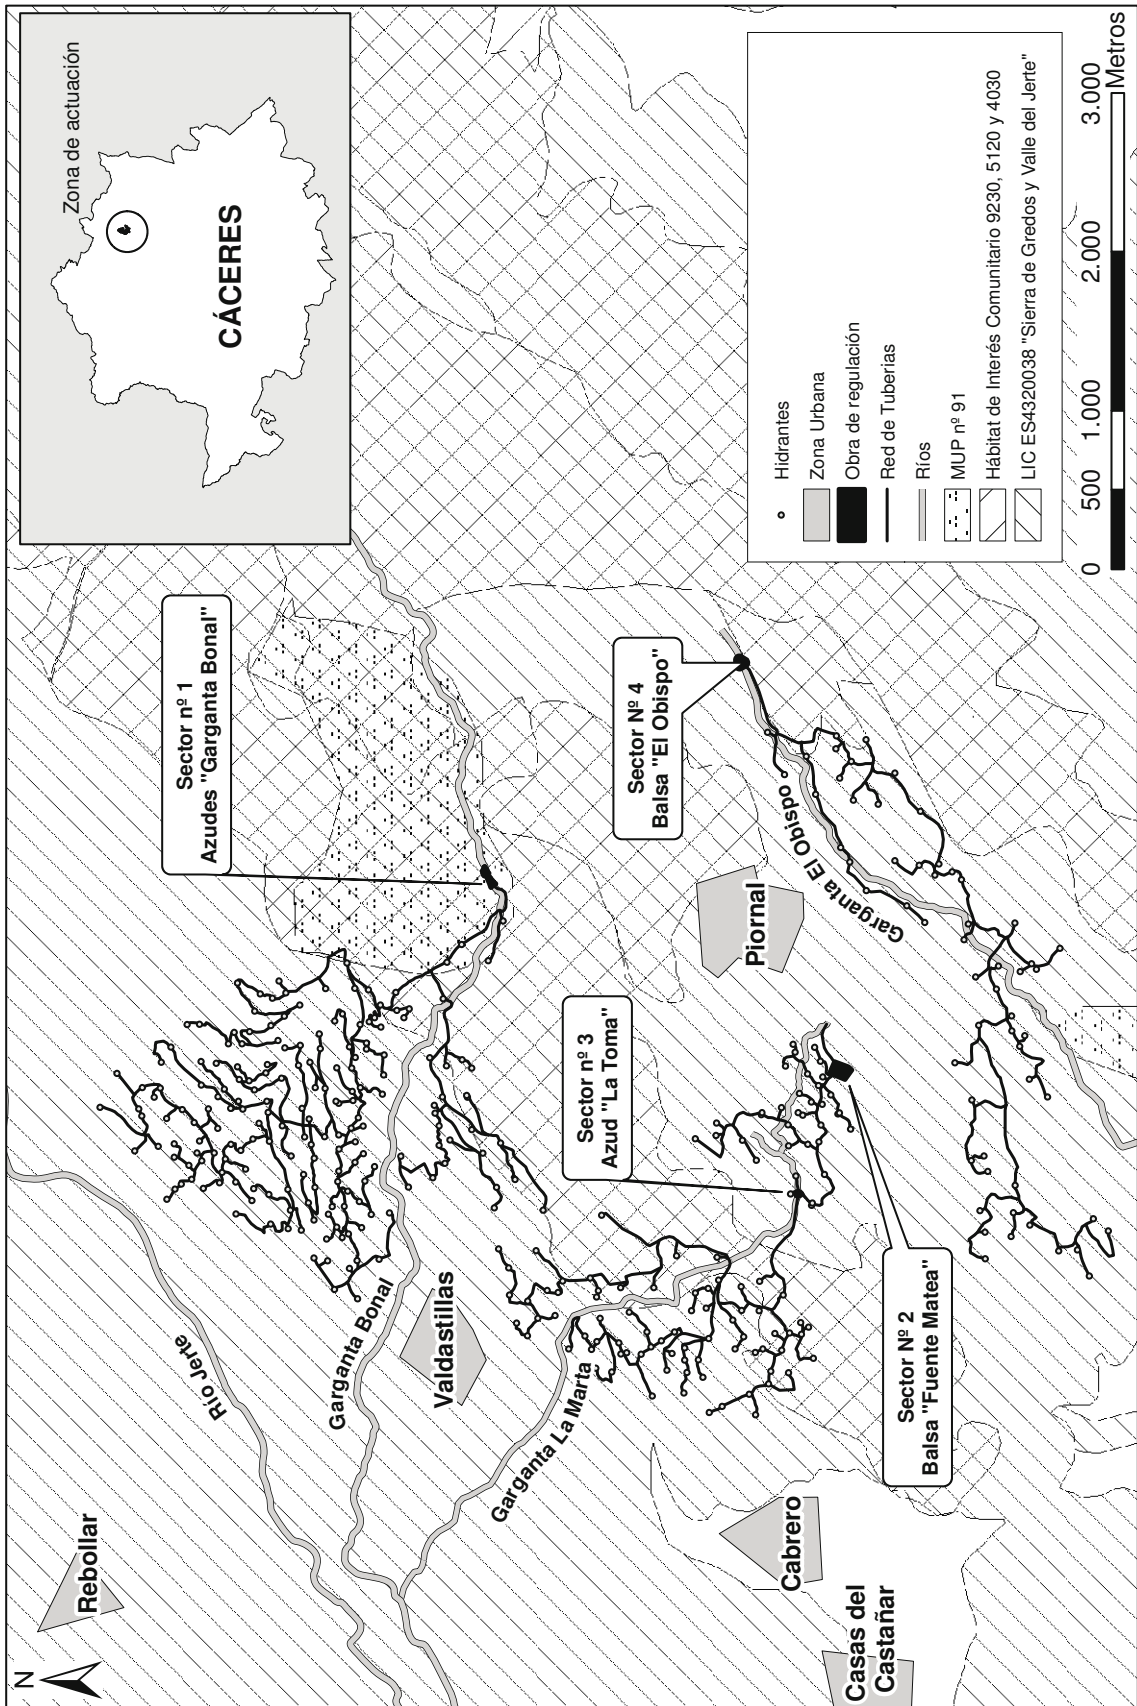 N
Rebollar
Río Jerte
Garganta Bonal
Valdastillas
Garganta La Marta
Cabrero
Casas del
Castañar
Sector nº 1
Azudes "Garganta Bonal"
Sector nº 3
Azud "La Toma"
Sector Nº 2
Balsa "Fuente Matea"
Piornal
Sector Nº 4
Balsa "El Obispo"
Garganta El Obispo
Zona de actuación
CÁCERES
Hidrantes
Zona Urbana
Obra de regulación
Red de Tuberias
Ríos
MUP nº 91
Hábitat de Interés Comunitario 9230, 5120 y 4030
LIC ES4320038 "Sierra de Gredos y Valle del Jerte"
0 500 1.000 2.000 3.000
Metros